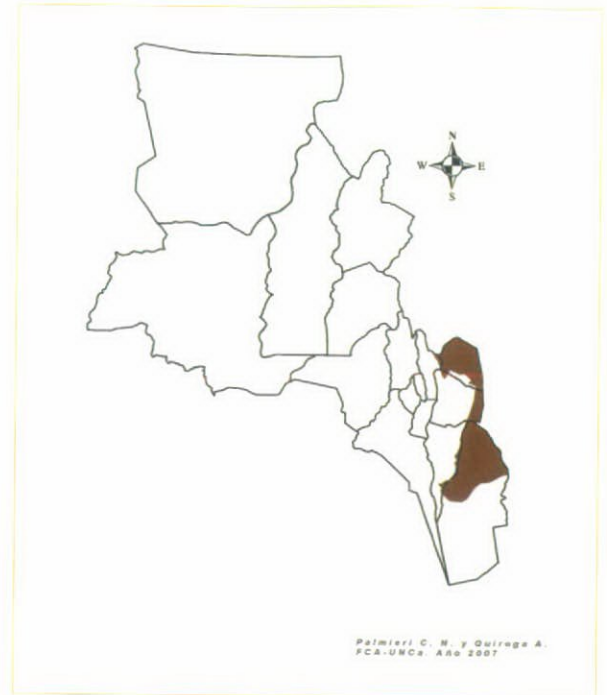 N
W E
S
Palmieri C. N. y Quiroga A.
FCA-UNCa. Año 2007